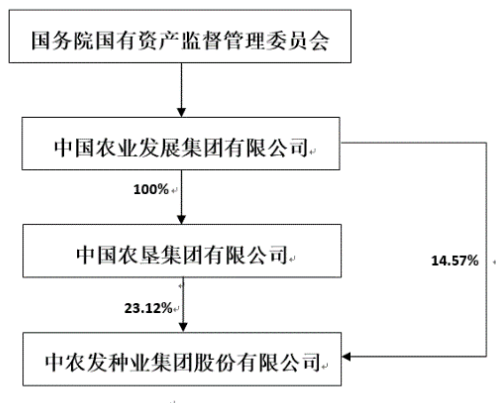 国务院国有资产监督管理委员会
中国农业发展集团有限公司
100%
中国农垦集团有限公司
14.57%
23.12%
中农发种业集团股份有限公司